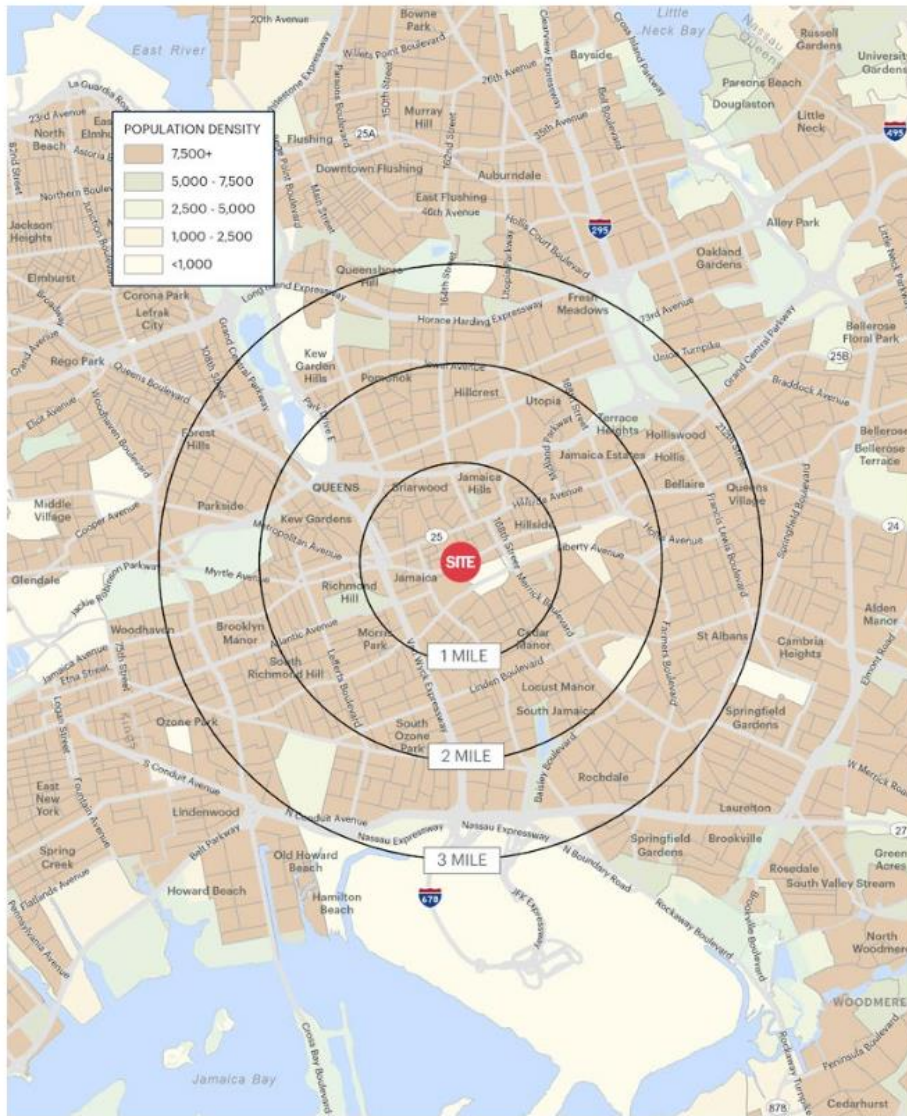 20th Avenue
Bowne
Park
Little
Neck Bay
Nassau
Queens
Russell
Gardens
East River
Willets Point Boulevard
Clearview Expressway
Cross Island Parkway
Bayside
26th Avenue
Bell Boulevard
University
Gardens
Parsons Beach
Douglaston
La Guardia Road
Parsons Boulevard
150th Street
Murray
Hill
25A
162nd Street
35th Avenue
Little
Neck
495
23rd Avenue
North
Beach
82nd Street
POPULATION DENSITY
7,500+
5,000 - 7,500
2,500 - 5,000
1,000 - 2,500
<1,000
Flushing
Downtown Flushing
Main Street
Auburndale
Northern Boulevard
Junction Boulevard
East Flushing
46th Avenue
Hollis Court Boulevard
295
Alley Park
Little Neck Parkway
Jackson
Heights
Elmhurst
Queensboro
Hill
164th Street
Utopia Parkway
Oakland
Gardens
Corona Park
Lefrak
City
Broadway
Grand Avenue
Long Island Expressway
Horace Harding Expressway
Fresh
Meadows
73rd Avenue
Grand Central Parkway
Bellerose
Floral Park
25B
Rego Park
108th Street
Grand Central Parkway
Kew
Garden
Hills
Union Turnpike
Queens Boulevard
Pomonok
Hillcrest
Utopia
188th Street
Braddock Avenue
Eliot Avenue
Woodhaven Boulevard
Park Drive E
Forest
Hills
Terrace
Heights
Holliswood
Hollis
212th Street
Bellerose
Bellerose
Terrace
Midland Parkway
Jamaica Estates
Middle
Village
QUEENS
Briarwood
Jamaica
Hills
Bellaire
Queens
Village
Springfield Boulevard
Parkside
Cooper Avenue
Kew Gardens
Hillside Avenue
Hillside
168th Street
25
24
Metropolitan Avenue
SITE
Liberty Avenue
Hollis Avenue
Francis Lewis Boulevard
Glendale
Jackie Robinson Parkway
Myrtle Avenue
Jamaica
Richmond
Hill
Merrick Boulevard
Alden
Manor
Woodhaven
Brooklyn
Manor
Atlantic Avenue
Morris
Park
Cedar
Manor
Farmers Boulevard
St Albans
Cambria
Heights
Elmont Road
Jamaica Avenue
Etna Street
75th Street
South
Richmond Hill
Lefferts Boulevard
Van Wyck Expressway
1 MILE
Linden Boulevard
Locust Manor
South Jamaica
Springfield
Gardens
Logan Street
Kings
Ozone Park
South
Ozone
Park
2 MILE
Baisley Boulevard
Rochdale
W Merrick Road
East
New
York
Fountain Avenue
S Conduit Avenue
Lindenwood
N Conduit Avenue
Laurelton
27
Spring
Creek
Belt Parkway
Nassau Expressway
Nassau Expressway
N Boundary Road
Springfield
Gardens
Brookville
Green
Acres
Old Howard
Beach
3 MILE
Rosedale
South Valley Stream
Flatlands Avenue
Pennsylvania Avenue
Howard Beach
Hamilton
Beach
678
JFK Expressway
Rockaway Boulevard
Brookville Boulevard
North
Woodmere
WOODMERE
Cross Bay Boulevard
Jamaica Bay
Rockaway Turnpike
Peninsula Boulevard
878
Cedarhurst